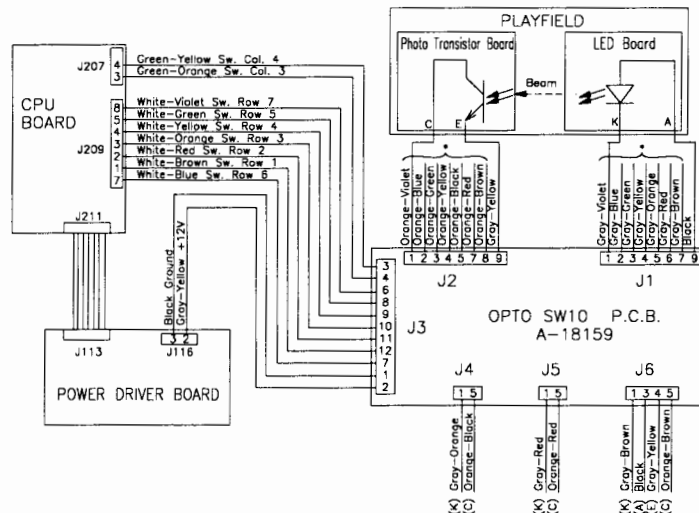 PLAYFIELD
Photo Transistor Board
LED Board
Beam
C E
K A
*
*
CPU
BOARD
J207
4
3
Green-Yellow Sw. Col. 4
Green-Orange Sw. Col. 3
J209
8
5
4
3
2
1
7
White-Violet Sw. Row 7
White-Green Sw. Row 5
White-Yellow Sw. Row 4
White-Orange Sw. Row 3
White-Red Sw. Row 2
White-Brown Sw. Row 1
White-Blue Sw. Row 6
J211
Black Ground
Gray-Yellow +12V
J113
3 2
J116
POWER DRIVER BOARD
Orange-Violet
Orange-Blue
Orange-Green
Orange-Yellow
Orange-Black
Orange-Red
Orange-Brown
Gray-Yellow
1 2 3 4 5 7 8 9
J2
Gray-Violet
Gray-Blue
Gray-Green
Gray-Yellow
Gray-Orange
Gray-Red
Gray-Brown
Black
1 2 3 4 5 6 7 9
J1
3
4
6
8
9
10
11
12
7
1
2
J3
OPTO SW10 P.C.B.
A-18159
J4
1 5
(K) Gray-Orange
(C) Orange-Black
J5
1 5
(K) Gray-Red
(C) Orange-Red
J6
1 3 4 5
(K) Gray-Brown
(A) Black
(E) Gray-Yellow
(C) Orange-Brown